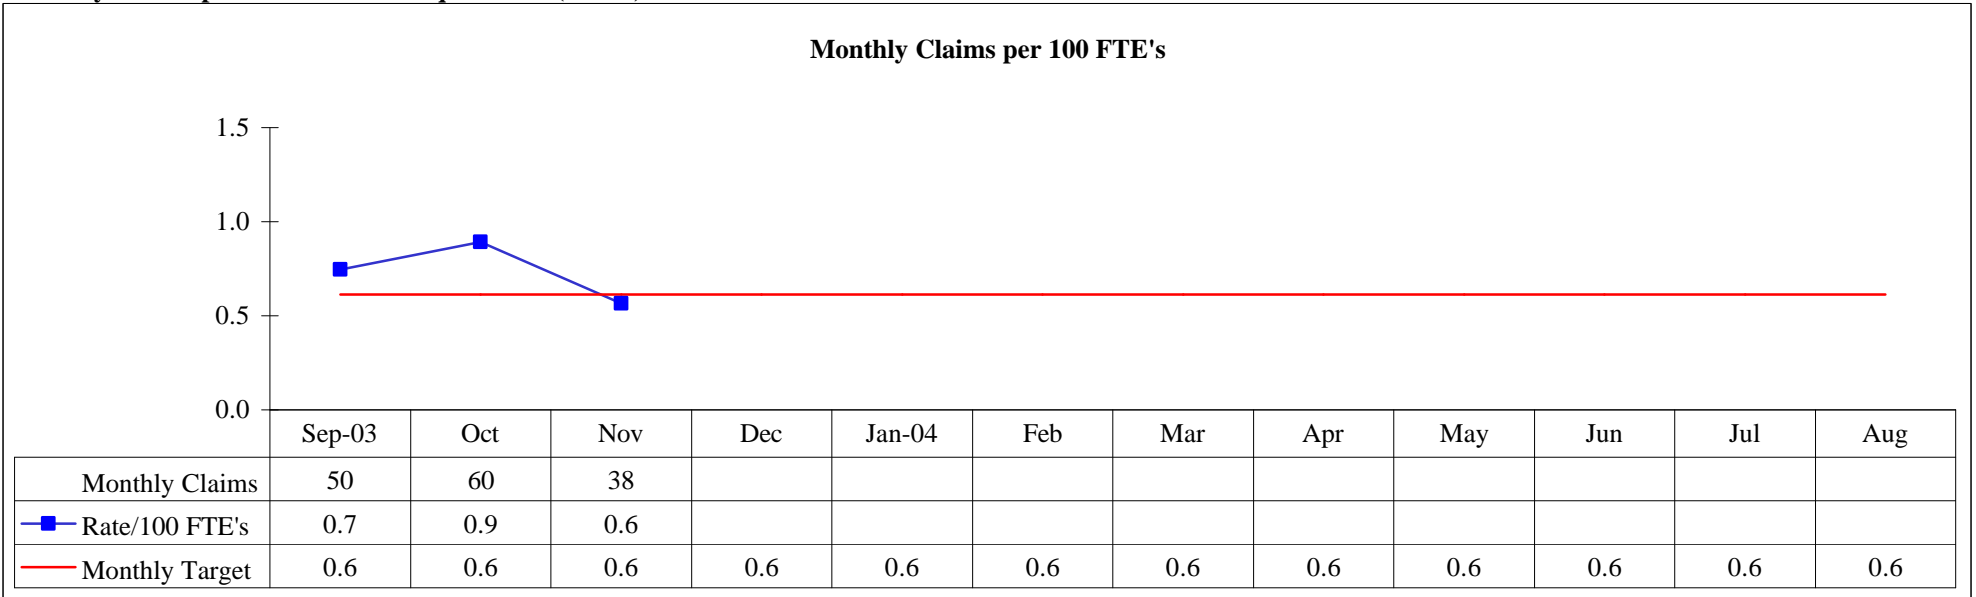 Monthly Claims per 100 FTE's
1.5
1.0
0.5
0.0
Sep-03 Oct Nov Dec Jan-04 Feb Mar Apr May Jun Jul Aug
Monthly Claims 50 60 38
Rate/100 FTE's 0.7 0.9 0.6
Monthly Target 0.6 0.6 0.6 0.6 0.6 0.6 0.6 0.6 0.6 0.6 0.6 0.6